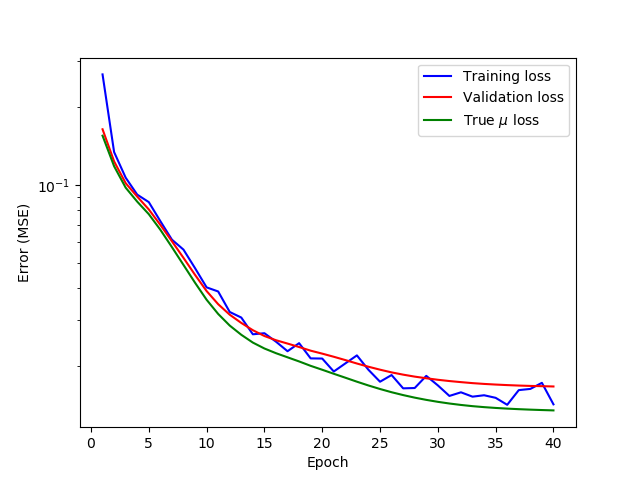 Training loss
Validation loss
True μ loss
10⁻¹
Error (MSE)
0 5 10 15 20 25 30 35 40
Epoch